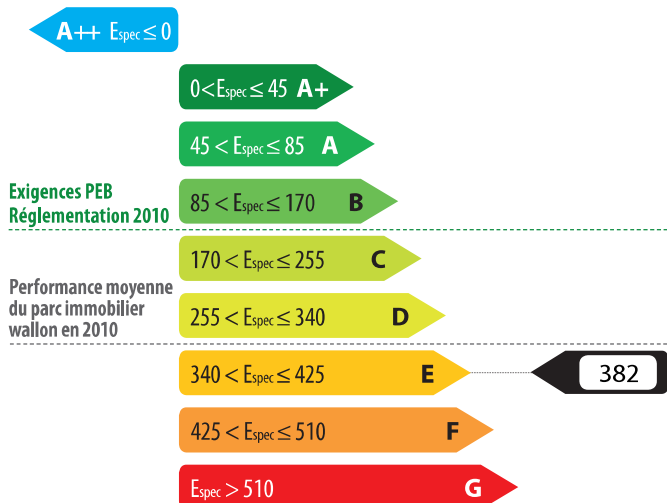 A++ Espec ≤ 0
0 < Espec ≤ 45 A+
45 < Espec ≤ 85 A
Exigences PEB
Réglementation 2010
85 < Espec ≤ 170 B
170 < Espec ≤ 255 C
Performance moyenne
du parc immobilier
wallon en 2010
255 < Espec ≤ 340 D
340 < Espec ≤ 425 E
382
425 < Espec ≤ 510 F
Espec > 510 G